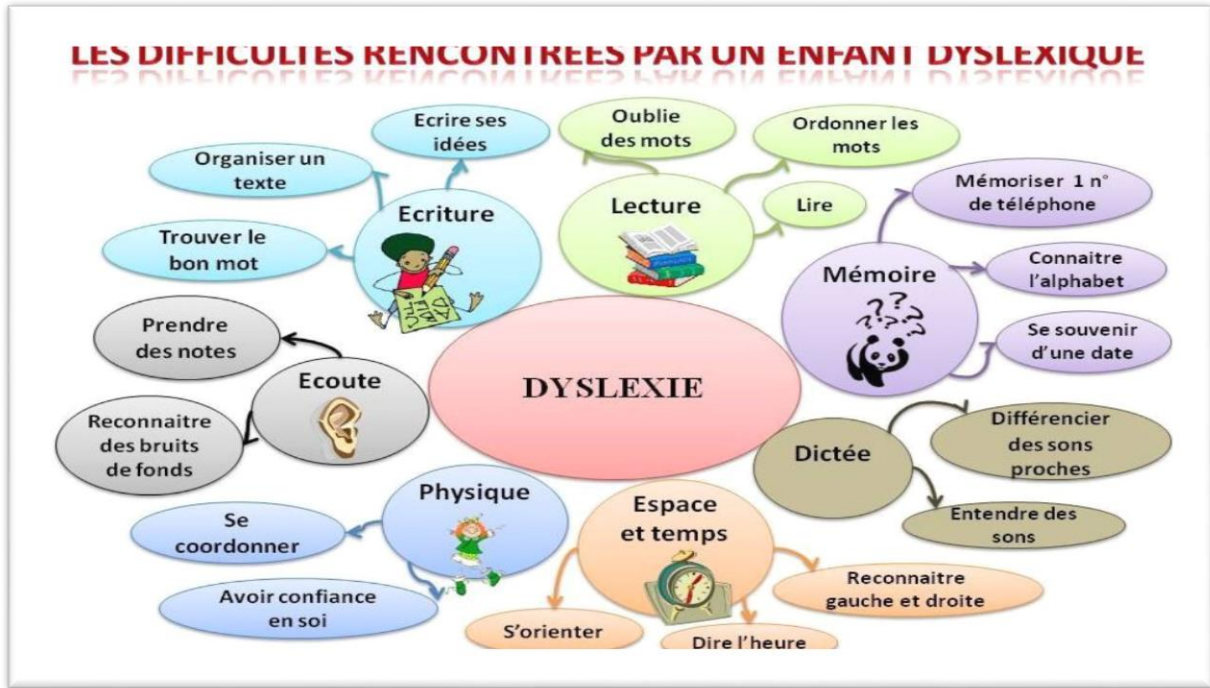 LES DIFFICULTES RENCONTREES PAR UN ENFANT DYSLEXIQUE
Ecrire ses
idées
Organiser un
texte
Ecriture
Trouver le
bon mot
Oublie
des mots
Ordonner les
mots
Lecture
Lire
Mémoriser 1 n°
de téléphone
Mémoire
Connaitre
l'alphabet
Se souvenir
d'une date
Prendre
des notes
Ecoute
Reconnaitre
des bruits
de fonds
DYSLEXIE
Dictée
Différencier
des sons
proches
Entendre des
sons
Physique
Se
coordonner
Avoir confiance
en soi
Espace
et temps
S'orienter
Dire l'heure
Reconnaitre
gauche et droite